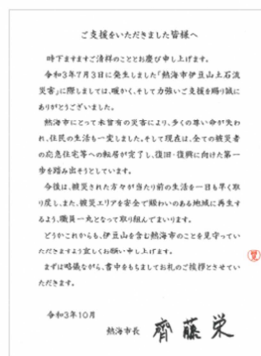 ご支援をいただきました皆様へ
時下ますますご清祥のこととお慶び申し上げます。
令和3年7月3日に発生しました「熱海市伊豆山土石流
災害」に際しましては、暖かく、そして力強いご支援を賜り誠に
ありがとうございました。
熱海市にとって未曾有の災害により、多くの尊い命が失わ
れ、住民の生活も一変しました。そして現在は、全ての被災者
の応急住宅等への転居が完了し、復旧・復興に向けた第一
歩を踏み出そうとしています。
今後は、被災された方々が当たり前の生活を一日も早く取
り戻し、また、被災エリアを安全で賑わいのある地域に再生す
るよう、職員一丸となって取り組んでまいります。
どうかこれからも、伊豆山を含む熱海市のことを見守ってい
ただきますよう宜しくお願い申し上げます。
まずは略儀ながら、書中をもちましてお礼のご挨拶とさせてい
ただきます。
令和3年10月
熱海市長 齊藤栄